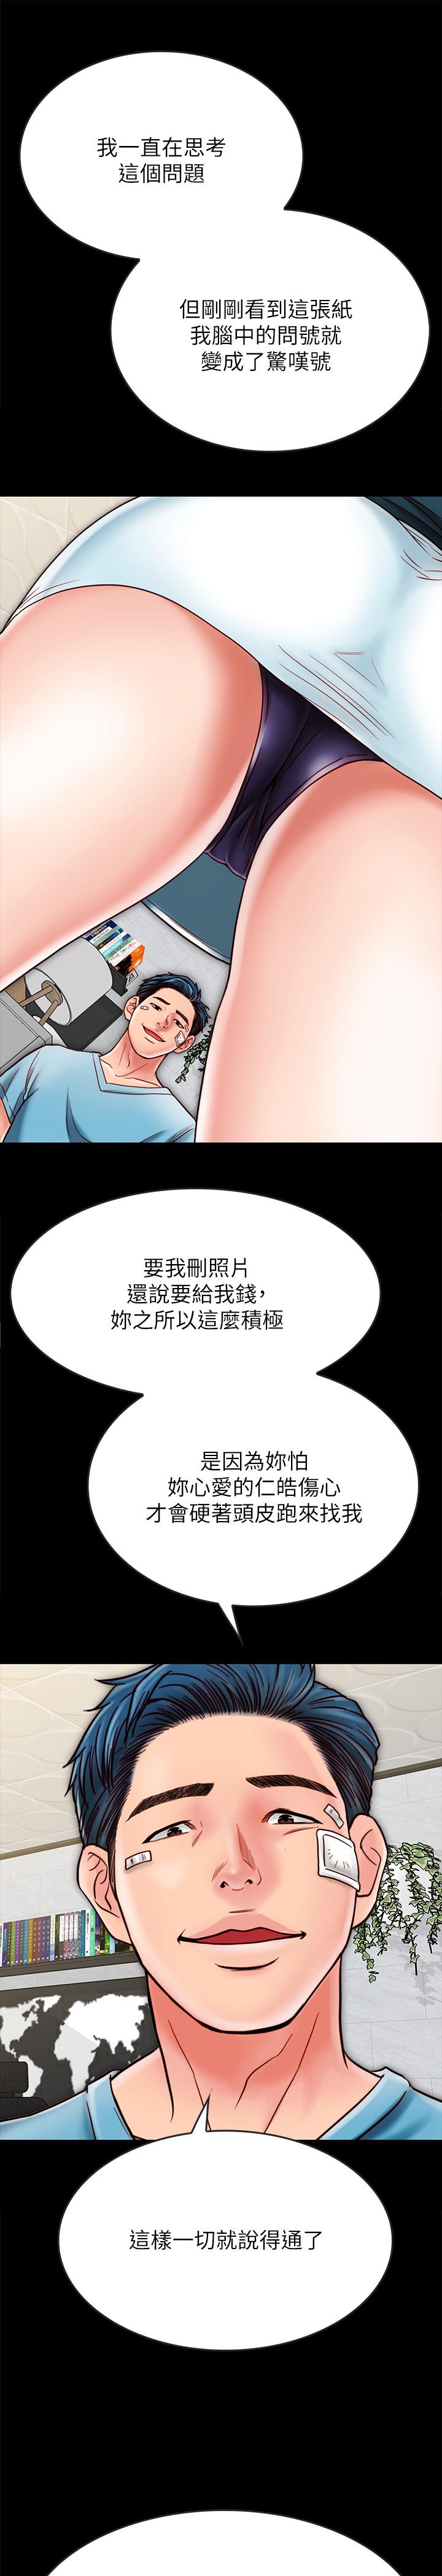 我一直在思考
這個問題
但剛剛看到這張紙
我腦中的問號就
變成了驚嘆號
要我刪照片
還說要給我錢，
妳之所以這麼積極
是因為妳怕
妳心愛的仁皓傷心
才會硬著頭皮跑來找我
這樣一切就說得通了